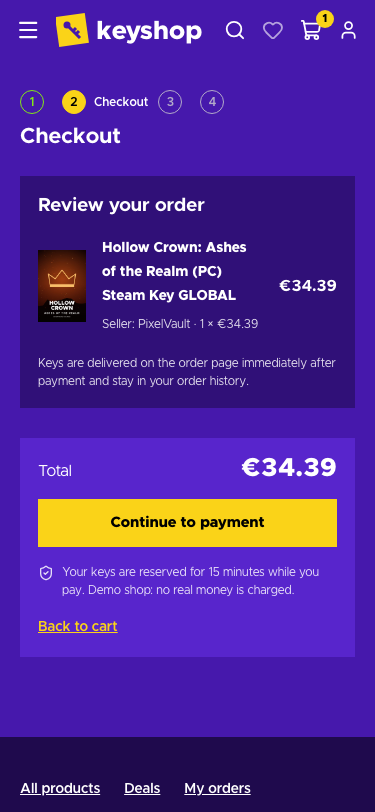 keyshop
1
1
2 Checkout
3
4
Checkout
Review your order
Hollow Crown: Ashes
of the Realm (PC)
Steam Key GLOBAL
€34.39
Seller: PixelVault · 1 × €34.39
HOLLOW
CROWN
ASHES OF THE REALM
Keys are delivered on the order page immediately after
payment and stay in your order history.
Total
€34.39
Continue to payment
Your keys are reserved for 15 minutes while you
pay. Demo shop: no real money is charged.
Back to cart
All products
Deals
My orders